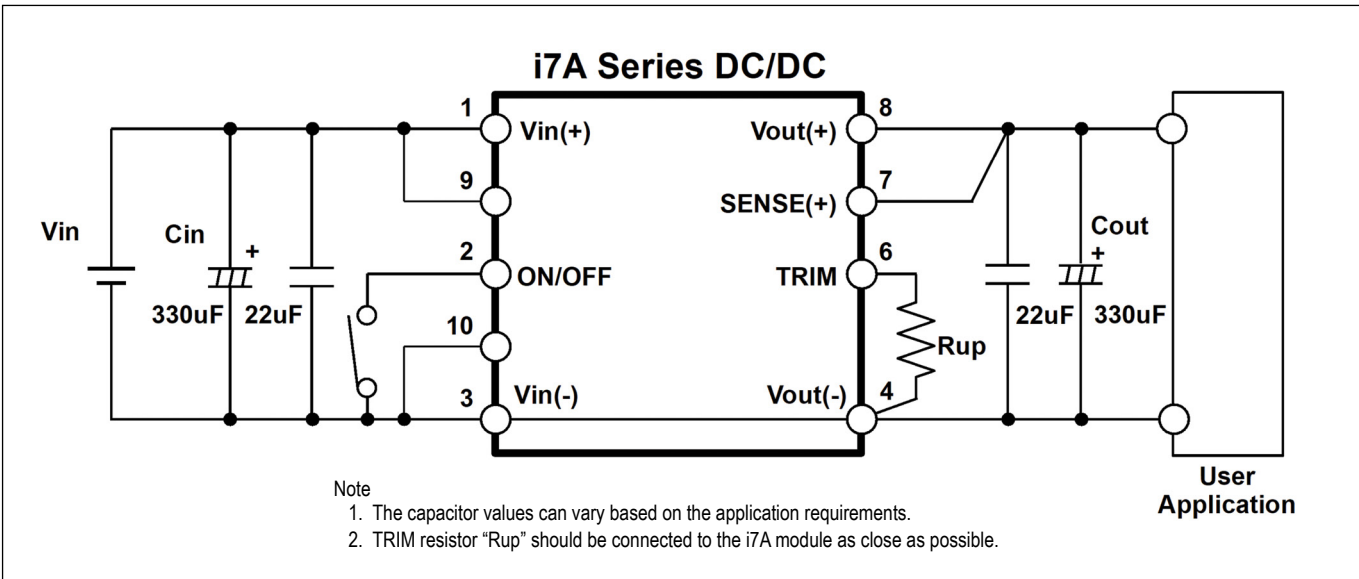 i7A Series DC/DC
1
8
Vin(+)
Vout(+)
9
7
SENSE(+)
Vin
Cin
+
2
6
Cout
+
ON/OFF
TRIM
330uF
22uF
10
22uF
330uF
Rup
3
Vin(-)
Vout(-)
4
User
Application
Note
1. The capacitor values can vary based on the application requirements.
2. TRIM resistor “Rup” should be connected to the i7A module as close as possible.